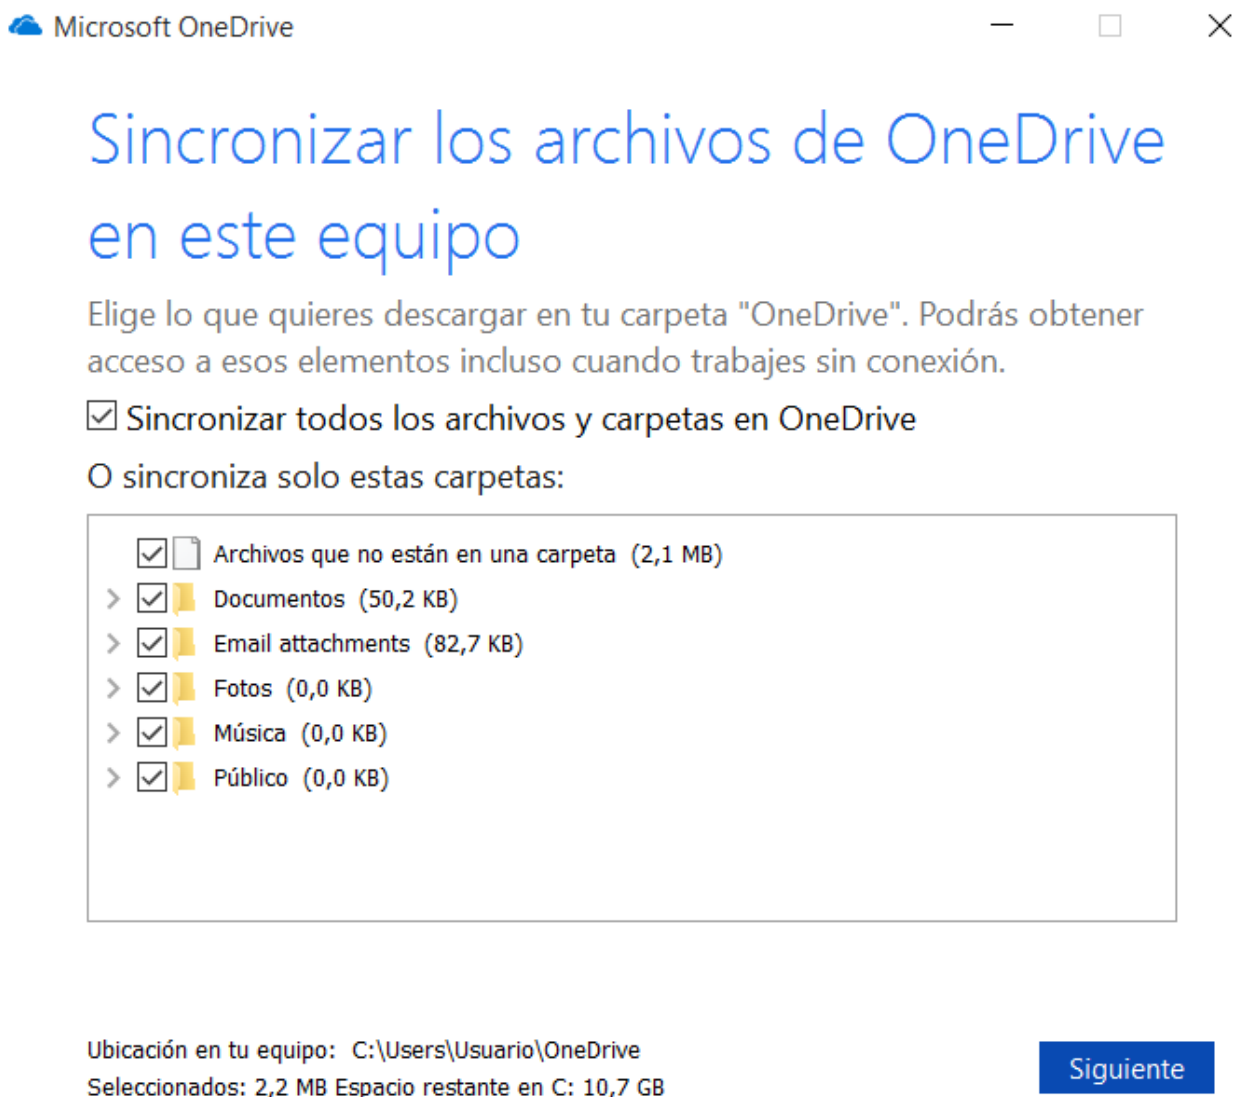 Microsoft OneDrive
Sincronizar los archivos de OneDrive
en este equipo
Elige lo que quieres descargar en tu carpeta "OneDrive". Podrás obtener
acceso a esos elementos incluso cuando trabajes sin conexión.
Sincronizar todos los archivos y carpetas en OneDrive
O sincroniza solo estas carpetas:
Archivos que no están en una carpeta (2,1 MB)
Documentos (50,2 KB)
Email attachments (82,7 KB)
Fotos (0,0 KB)
Música (0,0 KB)
Público (0,0 KB)
Ubicación en tu equipo: C:\Users\Usuario\OneDrive
Seleccionados: 2,2 MB Espacio restante en C: 10,7 GB
Siguiente